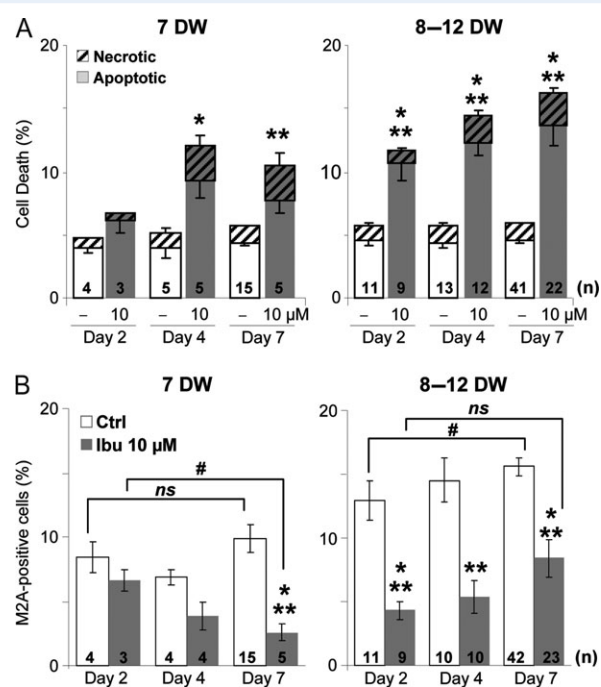 A
7 DW
8–12 DW
Cell Death (%)
20
10
0
Necrotic
Apoptotic
*
**
4 3 5 5 15 5
– 10 – 10 – 10 µM
Day 2 Day 4 Day 7
20
10
0
*
**
*
**
*
**
11 9 13 12 41 22 (n)
– 10 – 10 – 10 µM
Day 2 Day 4 Day 7
B
7 DW
8–12 DW
M2A-positive cells (%)
20
10
0
Ctrl
Ibu 10 µM
#
ns
*
**
4 3 4 4 15 5
Day 2 Day 4 Day 7
20
10
0
ns
#
*
**
**
*
**
11 9 10 10 42 23 (n)
Day 2 Day 4 Day 7